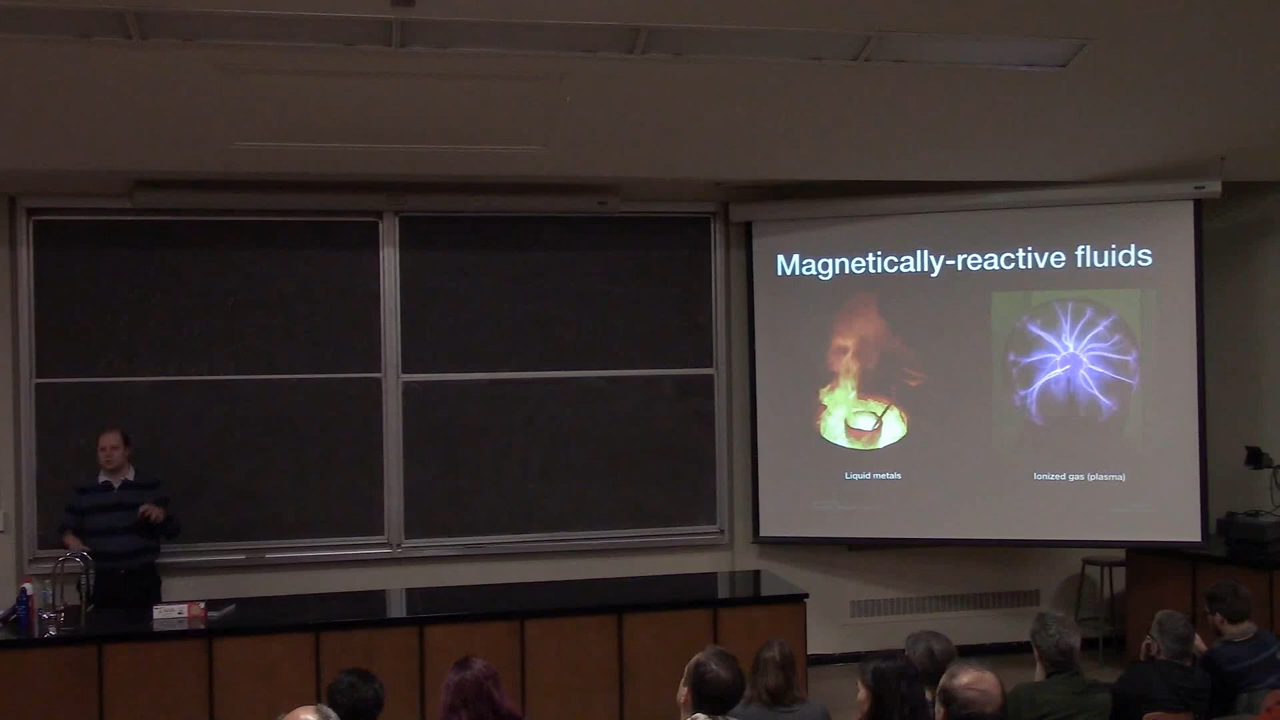 Magnetically-reactive fluids
Liquid metals
Ionized gas (plasma)